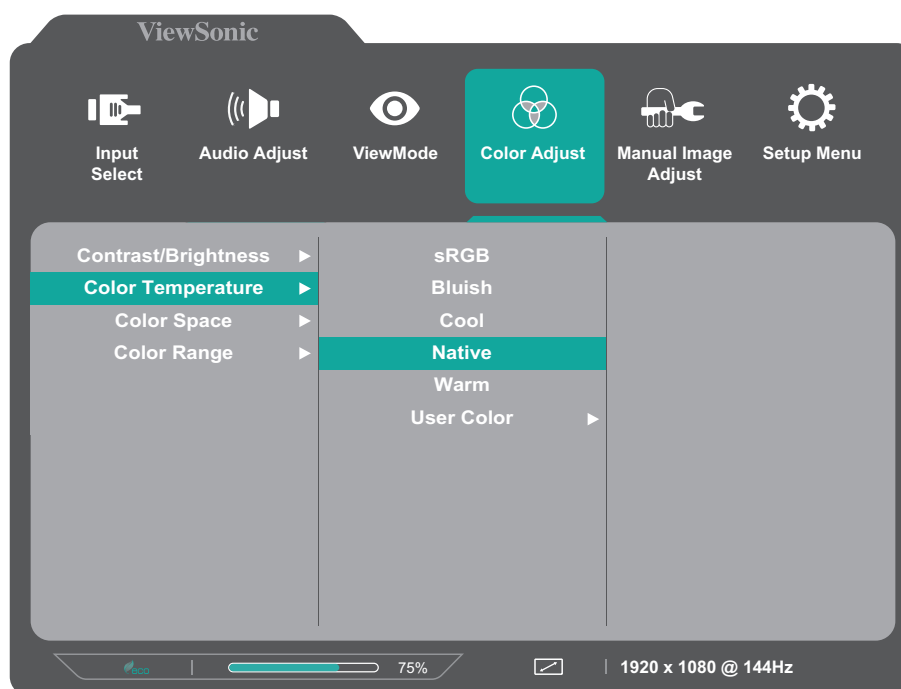 ViewSonic
Input
Select
Audio Adjust
ViewMode
Color Adjust
Manual Image
Adjust
Setup Menu
Contrast/Brightness
Color Temperature
Color Space
Color Range
sRGB
Bluish
Cool
Native
Warm
User Color
eco
75%
1920 x 1080 @ 144Hz